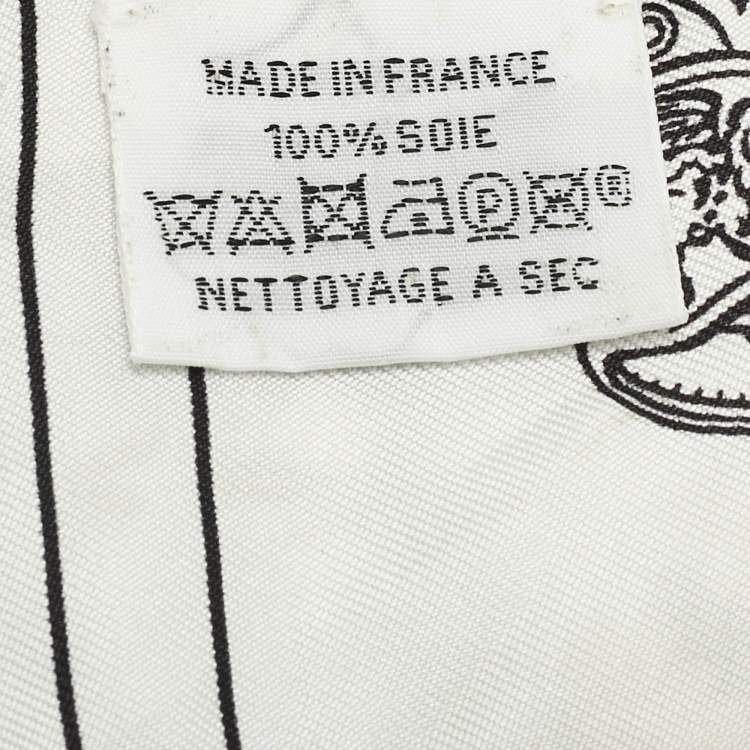 MADE IN FRANCE
100% SOIE
P ®
NETTOYAGE A SEC